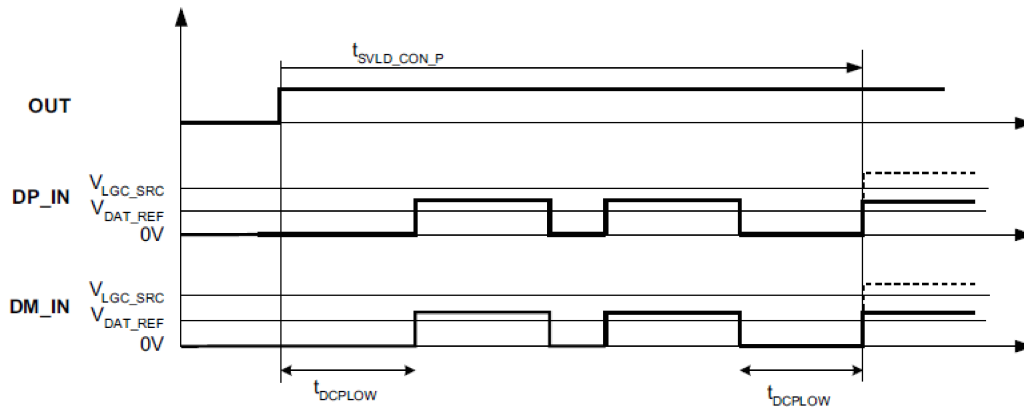 tSVLD_CON_P
OUT
VLGC_SRC
DP_IN
VDAT_REF
0V
VLGC_SRC
DM_IN
VDAT_REF
0V
tDCPLOW
tDCPLOW